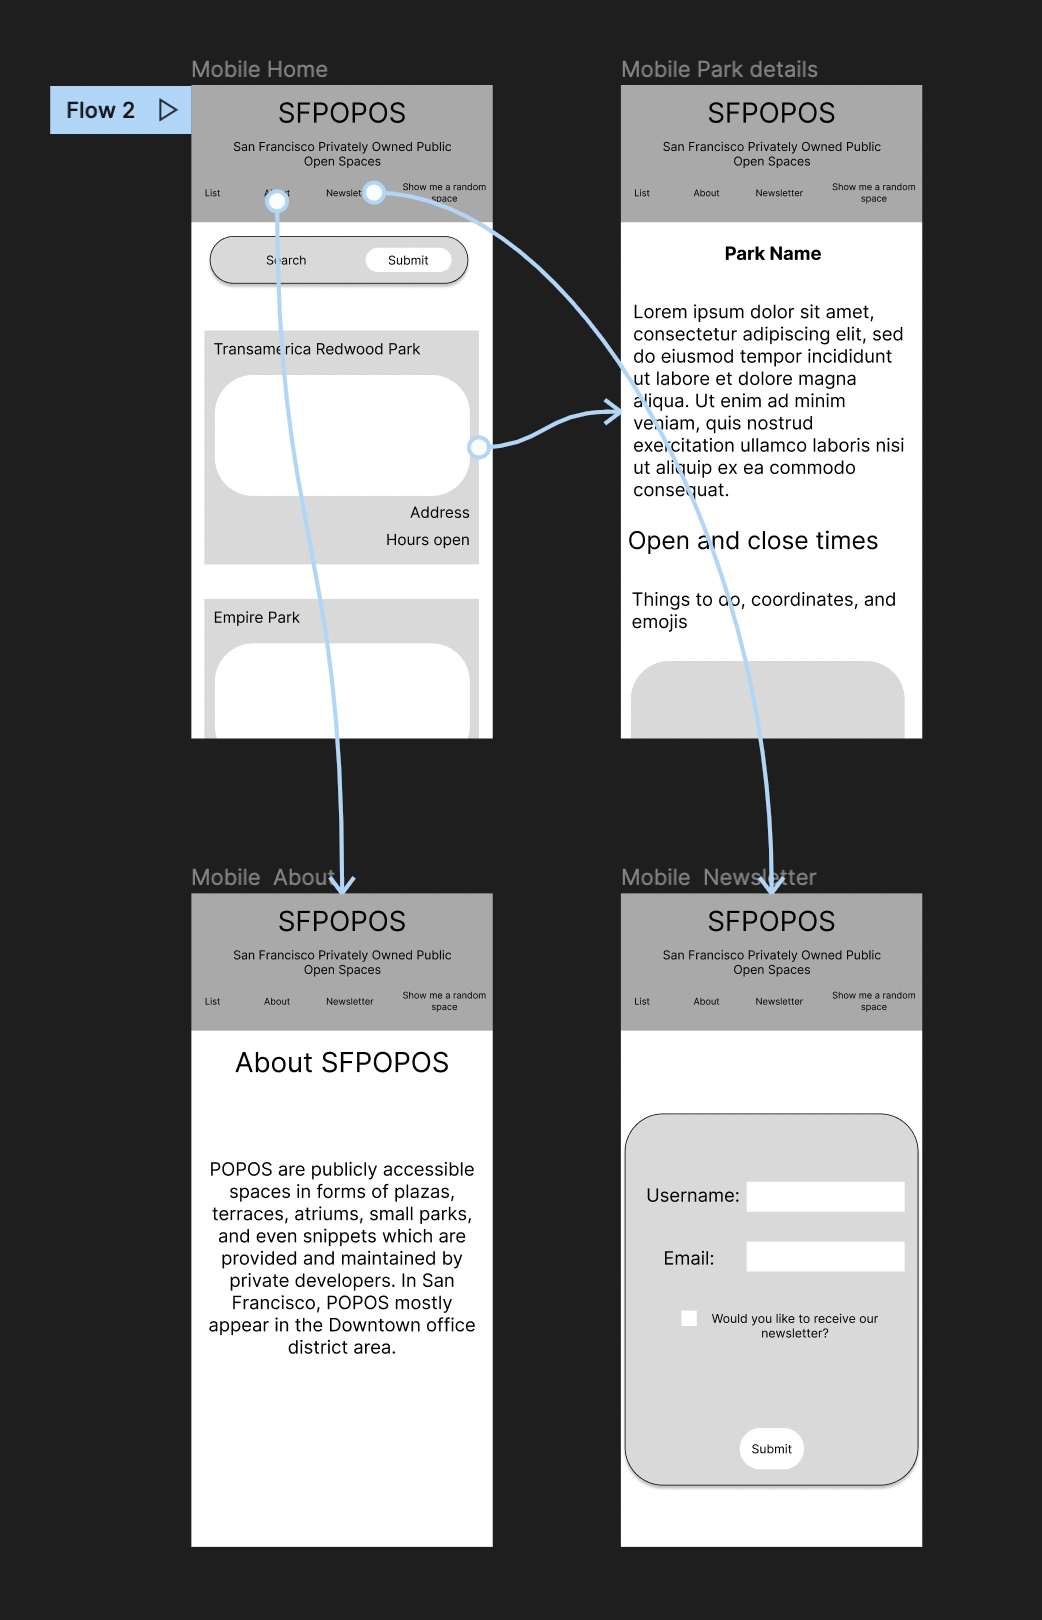 Mobile Home
Flow 2
SFPOPOS
San Francisco Privately Owned Public
Open Spaces
List
About
Newsletter
Show me a random
space
Search
Submit
Transamerica Redwood Park
Address
Hours open
Empire Park
Mobile Park details
SFPOPOS
San Francisco Privately Owned Public
Open Spaces
List
About
Newsletter
Show me a random
space
Park Name
Lorem ipsum dolor sit amet,
consectetur adipiscing elit, sed
do eiusmod tempor incididunt
ut labore et dolore magna
aliqua. Ut enim ad minim
veniam, quis nostrud
exercitation ullamco laboris nisi
ut aliquip ex ea commodo
consequat.
Open and close times
Things to do, coordinates, and
emojis
Mobile  About
SFPOPOS
San Francisco Privately Owned Public
Open Spaces
List
About
Newsletter
Show me a random
space
About SFPOPOS
POPOS are publicly accessible
spaces in forms of plazas,
terraces, atriums, small parks,
and even snippets which are
provided and maintained by
private developers. In San
Francisco, POPOS mostly
appear in the Downtown office
district area.
Mobile  Newsletter
SFPOPOS
San Francisco Privately Owned Public
Open Spaces
List
About
Newsletter
Show me a random
space
Username:
Email:
Would you like to receive our
newsletter?
Submit